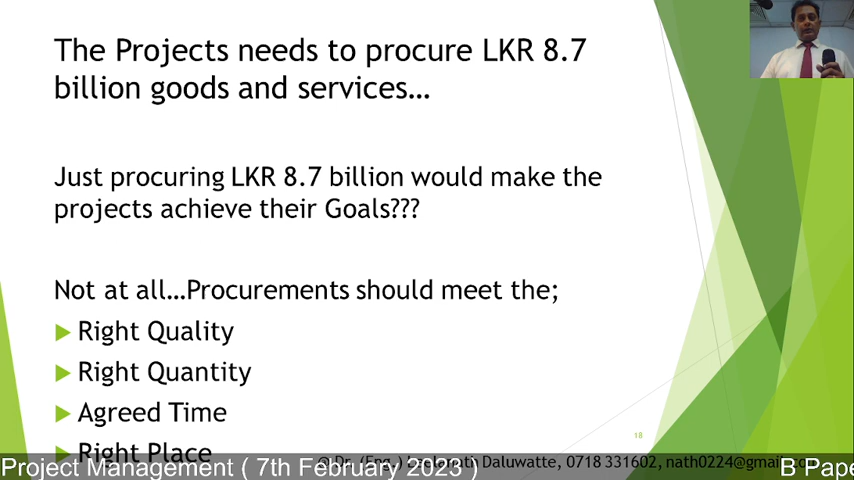 The Projects needs to procure LKR 8.7
billion goods and services...
Just procuring LKR 8.7 billion would make the
projects achieve their Goals???
Not at all...Procurements should meet the;
Right Quality
Right Quantity
Agreed Time
18
Right Place
Dr. (Eng.) Leelanath Daluwatte, 0718 331602, nath0224@gmail
Project Management ( 7th February 2023 ) B Pape